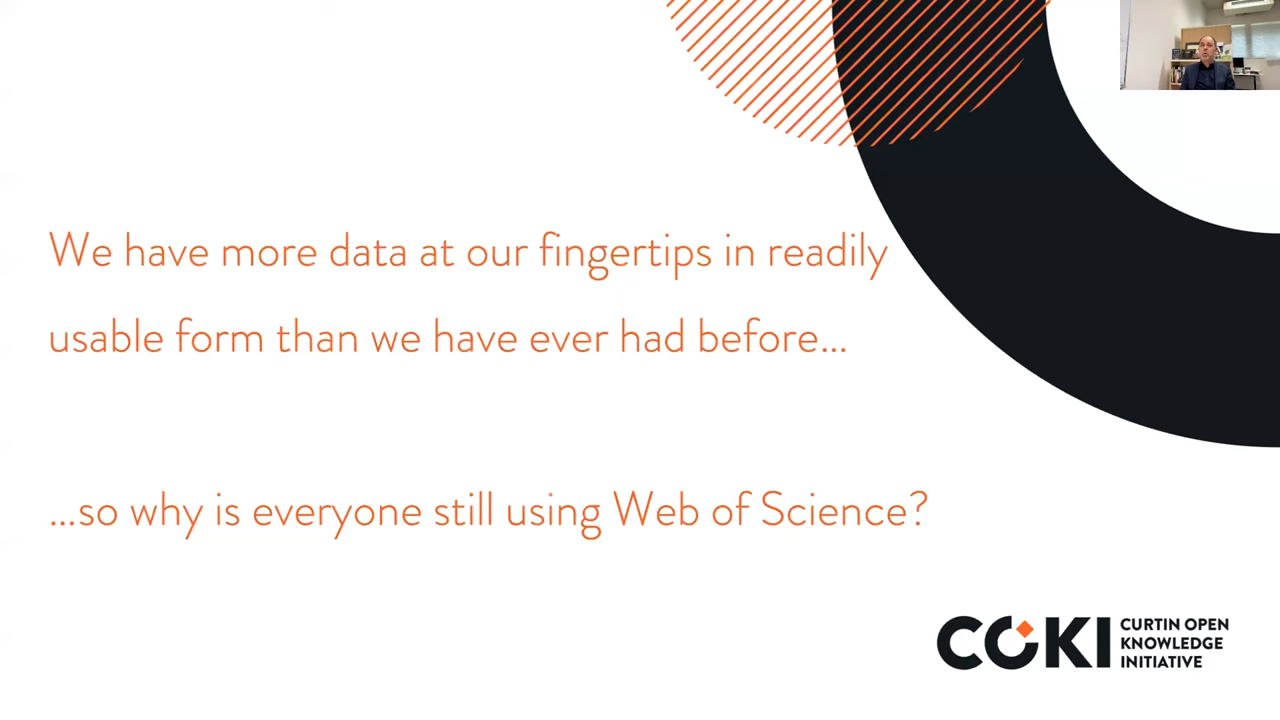 We have more data at our fingertips in readily
usable form than we have ever had before...
...so why is everyone still using Web of Science?
COKI
CURTIN OPEN
KNOWLEDGE
INITIATIVE